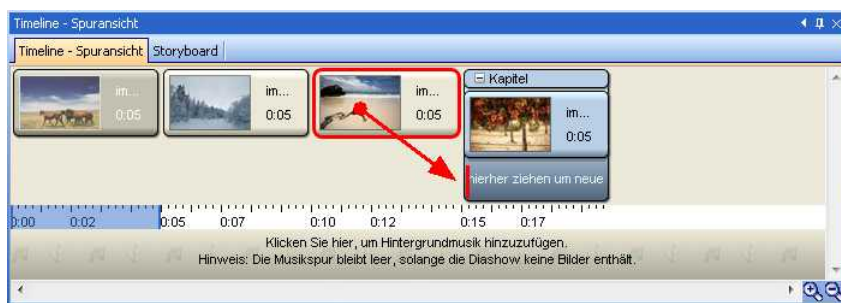 Timeline - Spuransicht
Timeline - Spuransicht Storyboard
im...
0:05
im...
0:05
im...
0:05
Kapitel
im...
0:05
hierher ziehen um neue
0:00 0:02 0:05 0:07 0:10 0:12 0:15 0:17
Klicken Sie hier, um Hintergrundmusik hinzuzufügen.
Hinweis: Die Musikspur bleibt leer, solange die Diashow keine Bilder enthält.